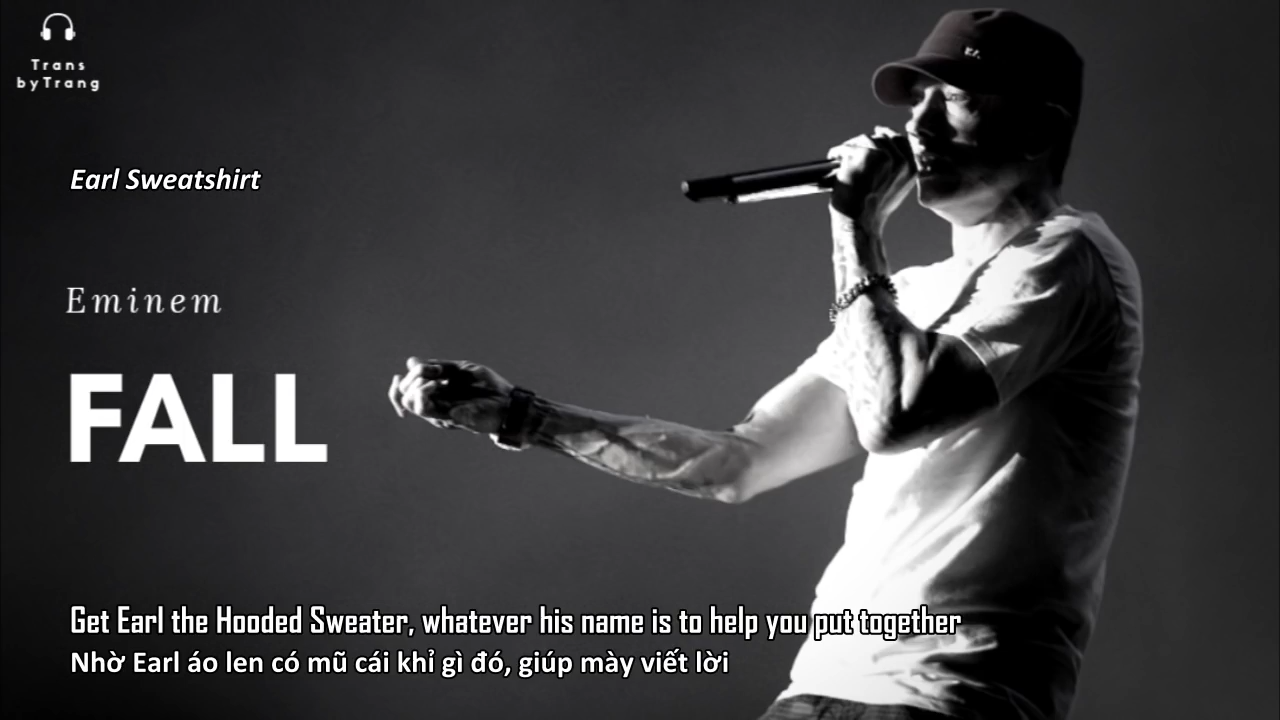 Trans
byTrang
Earl Sweatshirt
Eminem
FALL
Get Earl the Hooded Sweater, whatever his name is to help you put together
Nhờ Earl áo len có mũ cái khỉ gì đó, giúp mày viết lời